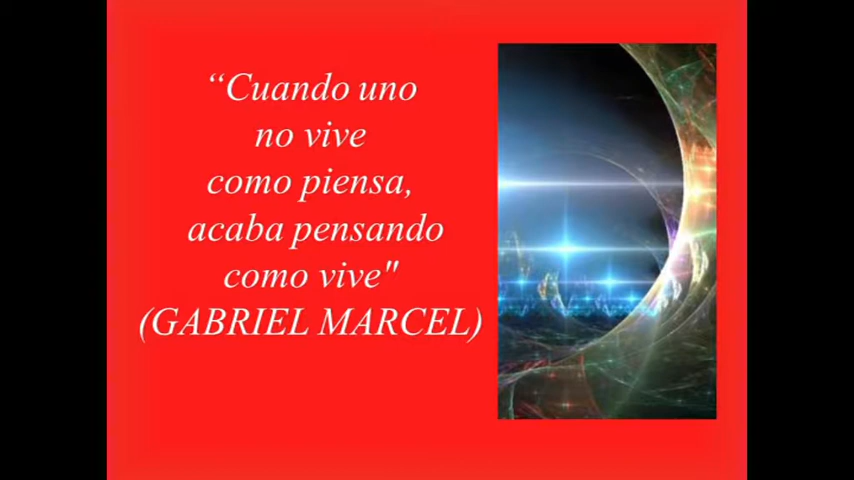 “Cuando uno
no vive
como piensa,
acaba pensando
como vive"
(GABRIEL MARCEL)